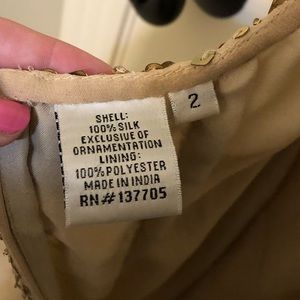 SHELL:
100% SILK
EXCLUSIVE OF
ORNAMENTATION
LINING:
100% POLYESTER
MADE IN INDIA
RN# 137705
2